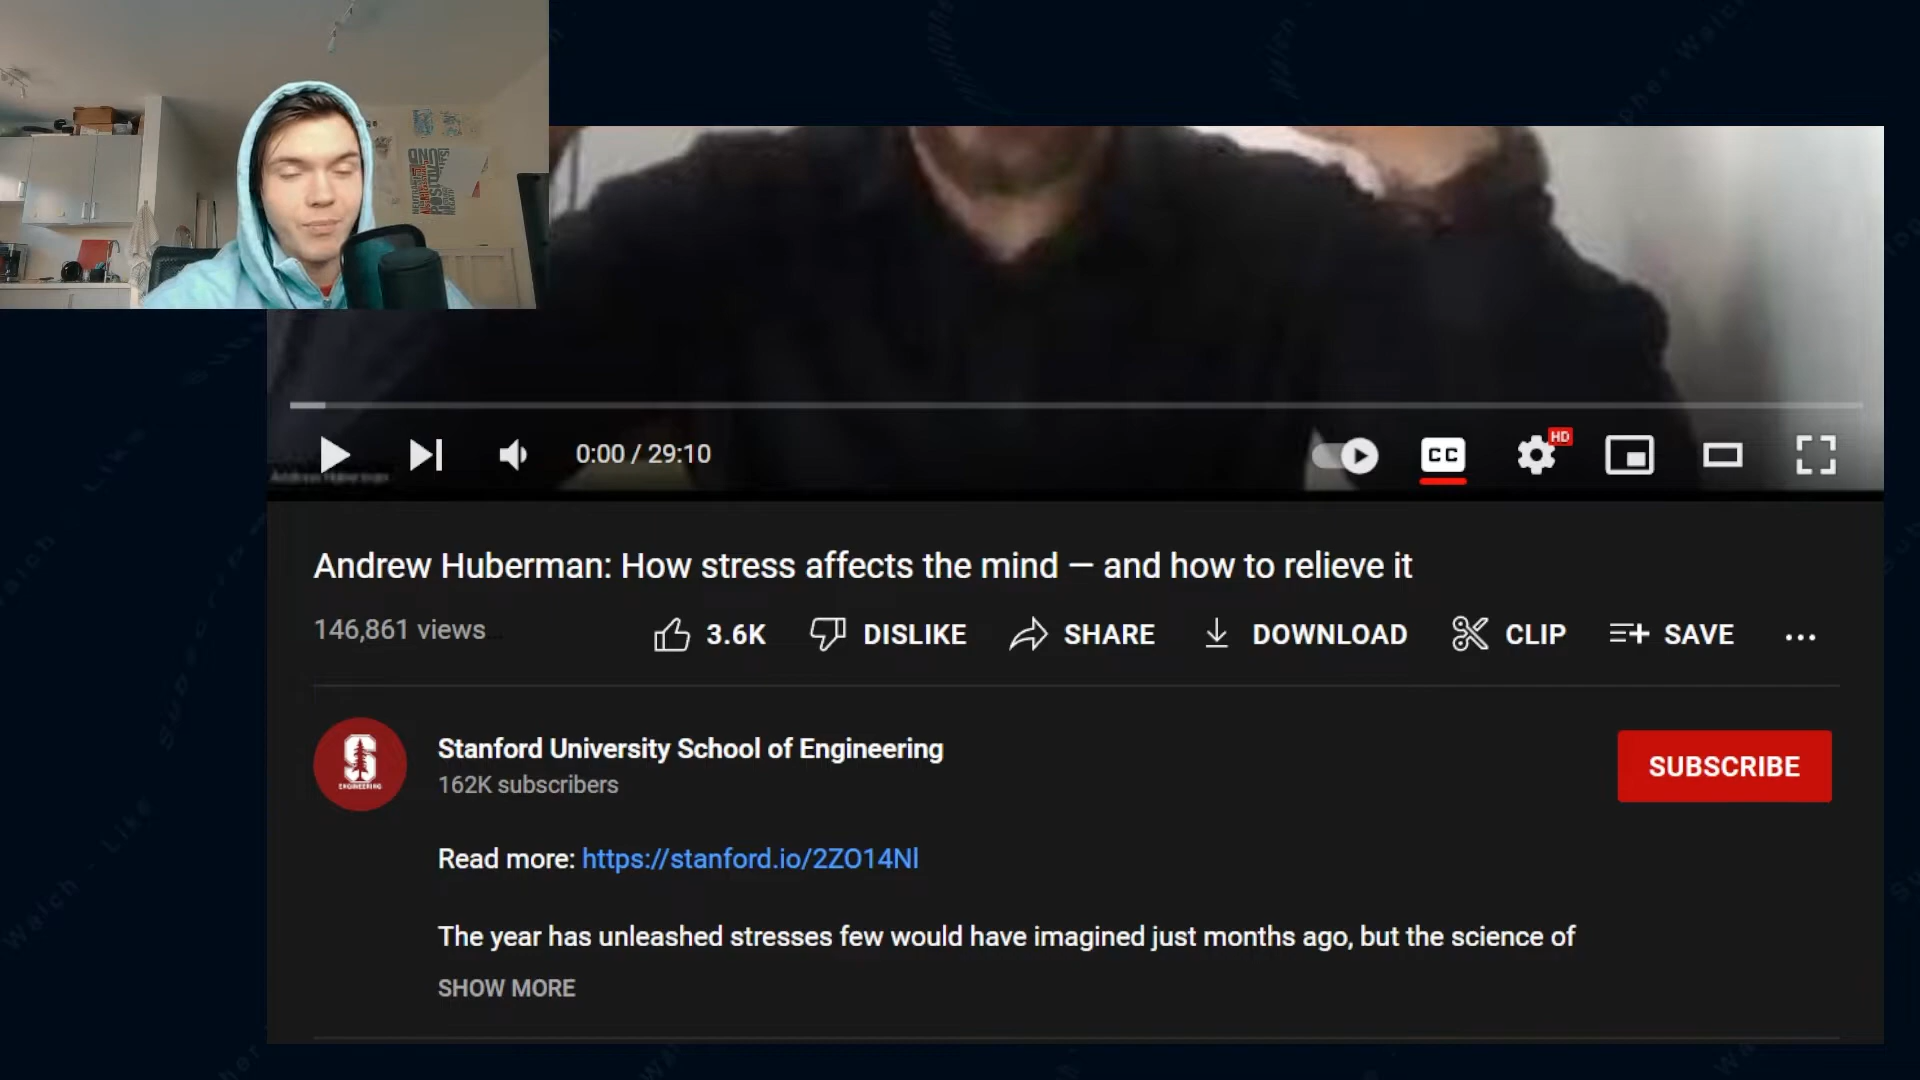 HD
CC
0:00 / 29:10
Andrew Huberman
Andrew Huberman: How stress affects the mind — and how to relieve it
146,861 views
3.6K
DISLIKE
SHARE
DOWNLOAD
CLIP
SAVE
S
ENGINEERING
Stanford University School of Engineering
162K subscribers
SUBSCRIBE
Read more: https://stanford.io/2ZO14Nl
The year has unleashed stresses few would have imagined just months ago, but the science of
SHOW MORE